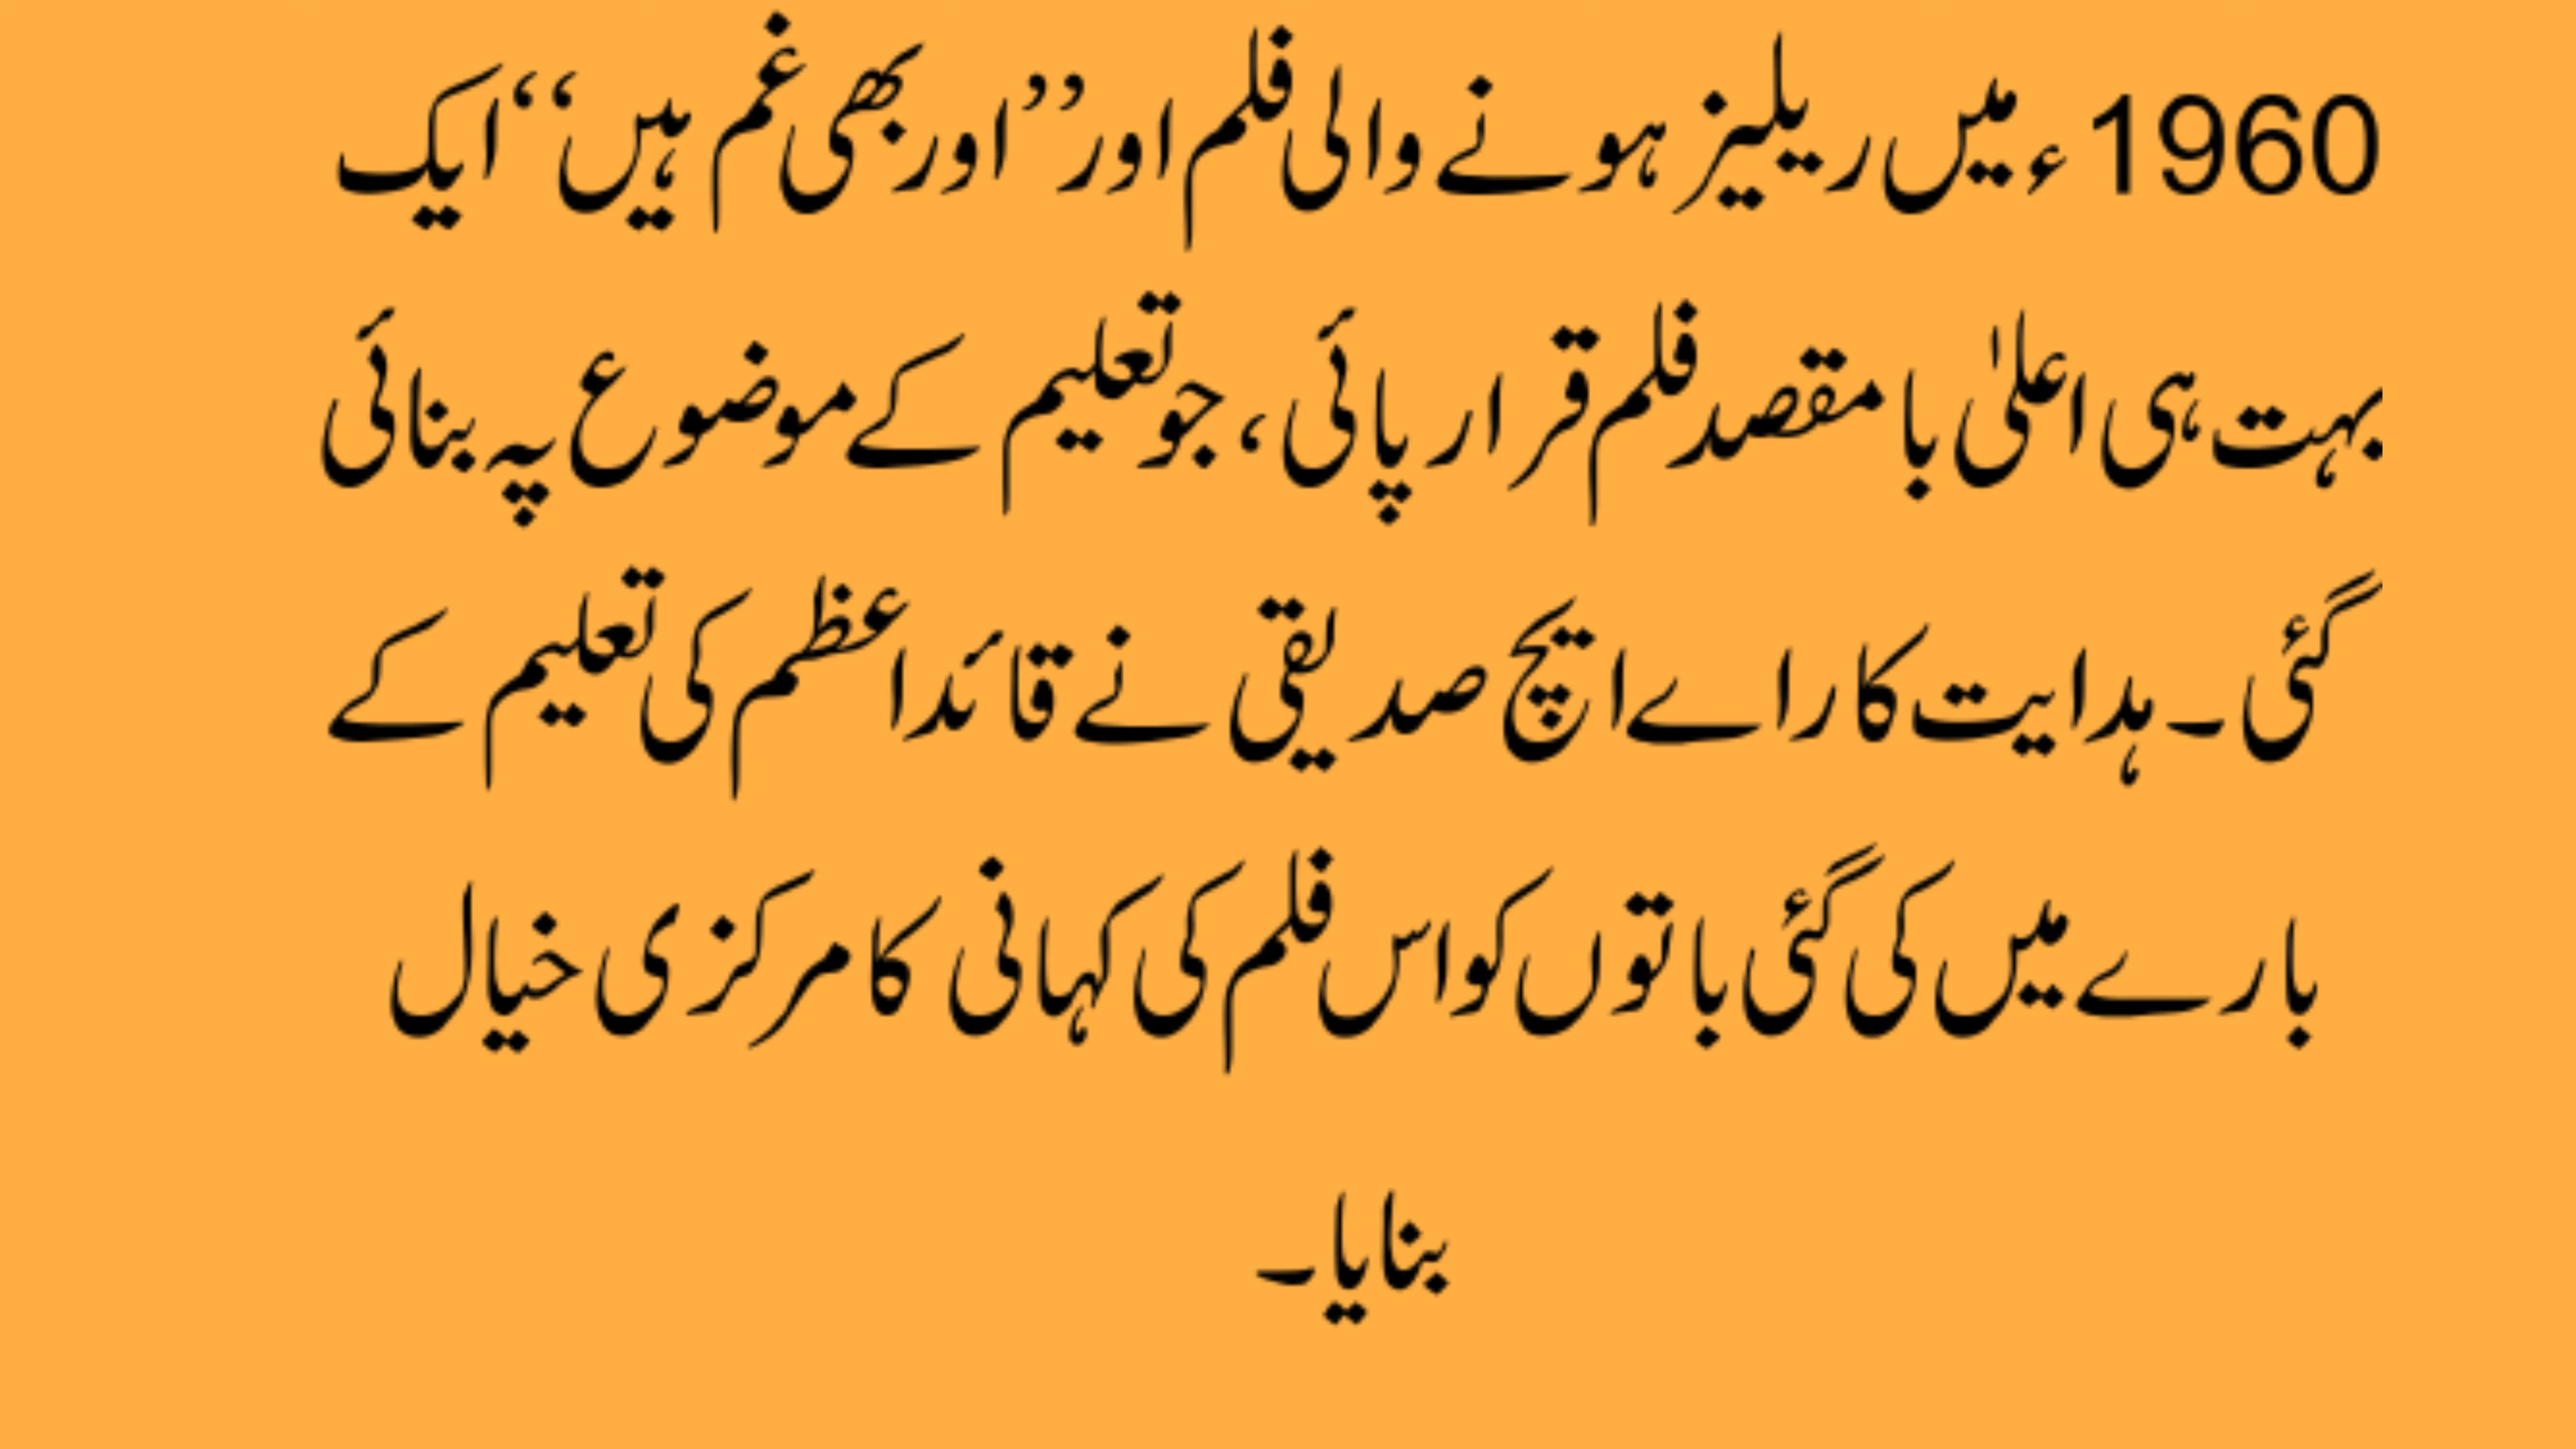 1960ء میں ریلیز ہونے والی فلم اور ’’اور بھی غم ہیں‘‘ ایک
بہت ہی اعلیٰ با مقصد فلم قرار پائی، جو تعلیم کے موضوع پہ بنائی
گئی۔ ہدایت کار اے ایچ صدیقی نے قائداعظم کی تعلیم کے
بارے میں کی گئی باتوں کو اس فلم کی کہانی کا مرکزی خیال
بنایا۔